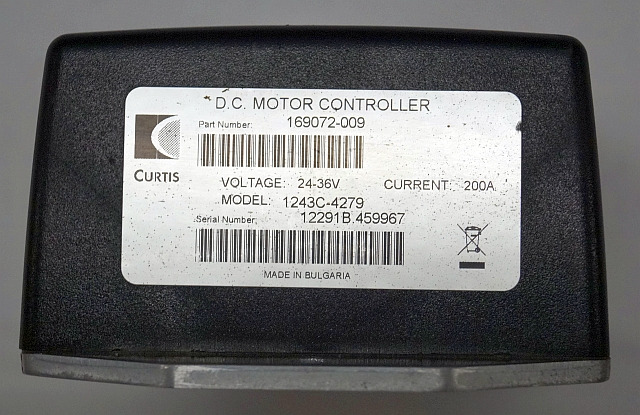 D.C. MOTOR CONTROLLER
Part Number: 169072-009
CURTIS
VOLTAGE: 24-36V CURRENT: 200A
MODEL: 1243C-4279
Serial Number: 12291B.459967
MADE IN BULGARIA